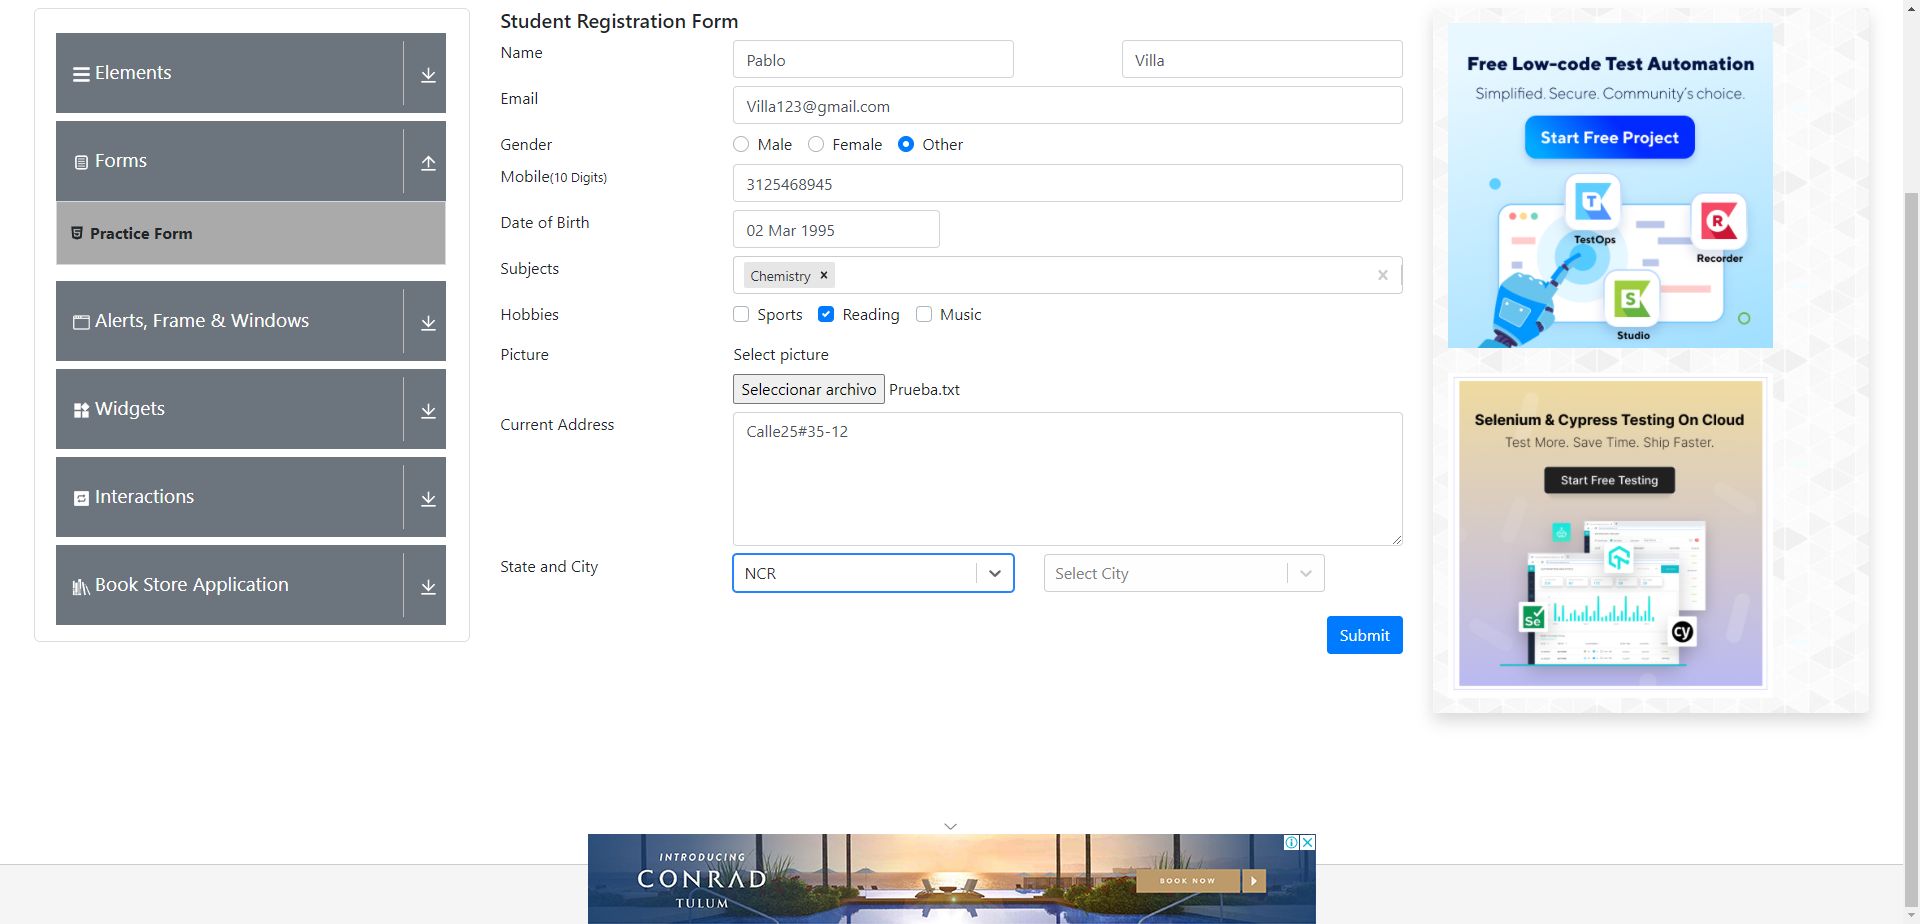 Elements
Forms
Practice Form
Alerts, Frame & Windows
Widgets
Interactions
Book Store Application
Student Registration Form
Name
Pablo
Villa
Email
Villa123@gmail.com
Gender
Male
Female
Other
Mobile(10 Digits)
3125468945
Date of Birth
02 Mar 1995
Subjects
Chemistry
Hobbies
Sports
Reading
Music
Picture
Select picture
Seleccionar archivo Prueba.txt
Current Address
Calle25#35-12
State and City
NCR
Select City
Submit
Free Low-code Test Automation
Simplified. Secure. Community's choice.
Start Free Project
T
TestOps
R
Recorder
S
Studio
Selenium & Cypress Testing On Cloud
Test More. Save Time. Ship Faster.
Start Free Testing
Se
cy
INTRODUCING
CONRAD
TULUM
BOOK NOW